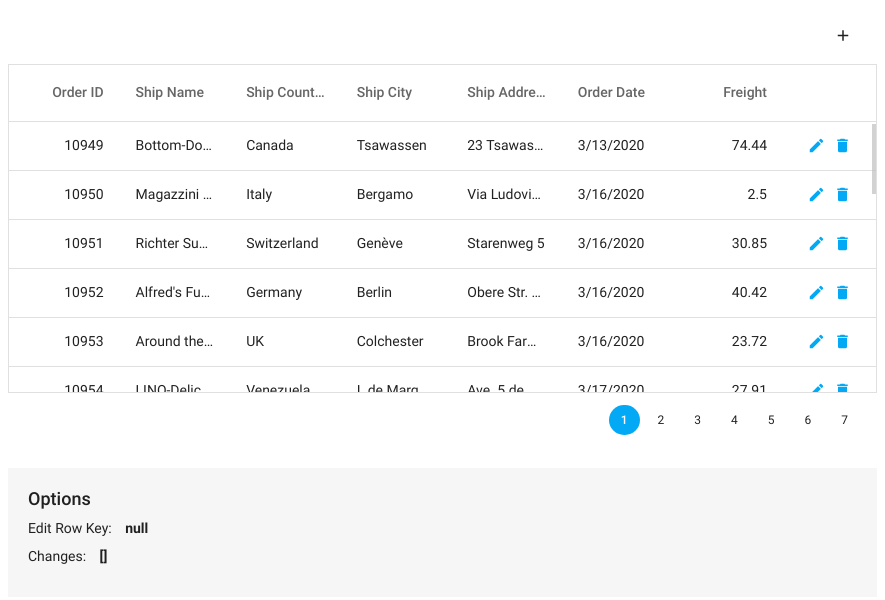 Order ID Ship Name Ship Count... Ship City Ship Addre... Order Date Freight
10949 Bottom-Do... Canada Tsawassen 23 Tsawas... 3/13/2020 74.44
10950 Magazzini ... Italy Bergamo Via Ludovi... 3/16/2020 2.5
10951 Richter Su... Switzerland Genève Starenweg 5 3/16/2020 30.85
10952 Alfred's Fu... Germany Berlin Obere Str. ... 3/16/2020 40.42
10953 Around the... UK Colchester Brook Far... 3/16/2020 23.72
10954 LINO-Delic... Venezuela I. de Marg... Ave. 5 de ... 3/17/2020 27.91
1 2 3 4 5 6 7
Options
Edit Row Key: null
Changes: []